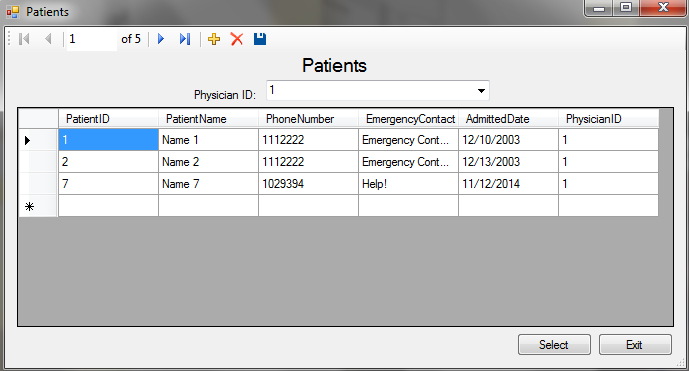 Patients
1 of 5
Patients
Physician ID: 1
PatientID PatientName PhoneNumber EmergencyContact AdmittedDate PhysicianID
1 Name 1 1112222 Emergency Cont... 12/10/2003 1
2 Name 2 1112222 Emergency Cont... 12/13/2003 1
7 Name 7 1029394 Help! 11/12/2014 1
Select Exit